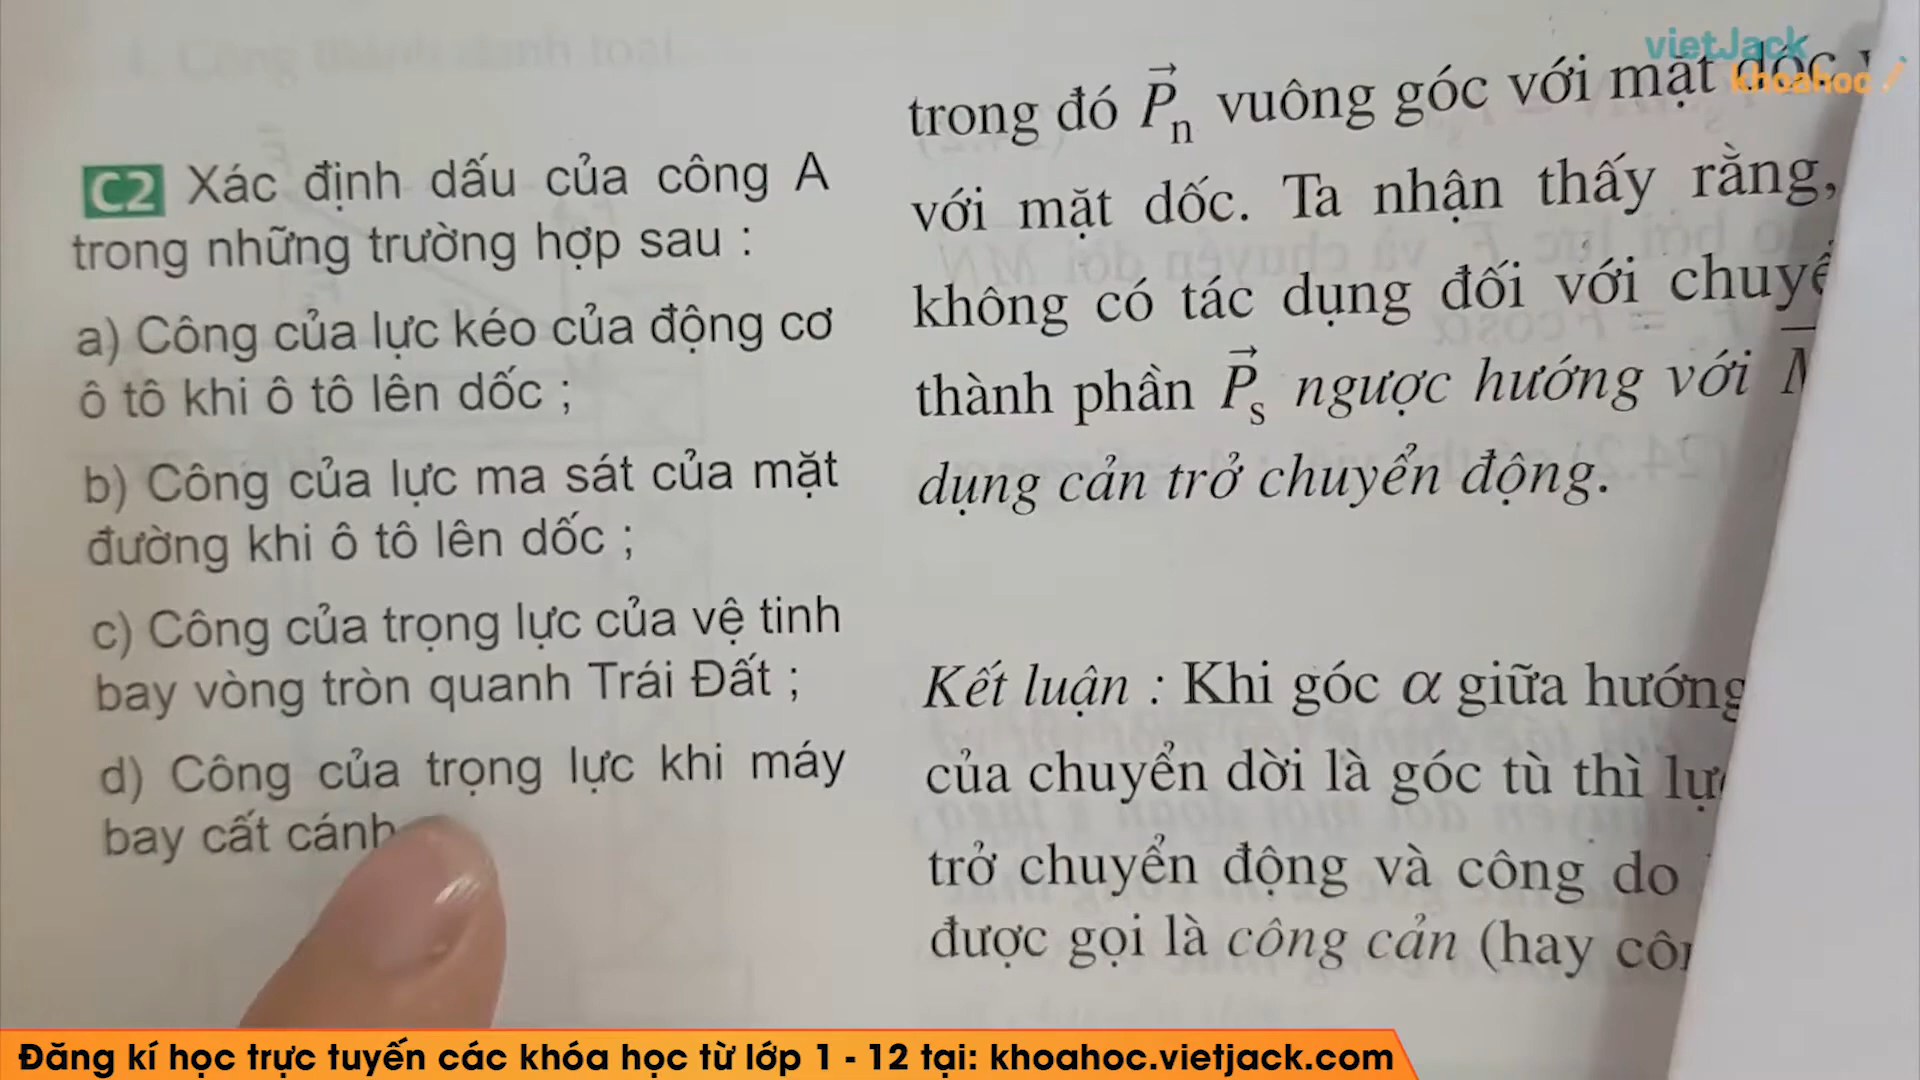 vietJack
khoahoc
C2 Xác định dấu của công A
trong những trường hợp sau :
a) Công của lực kéo của động cơ
ô tô khi ô tô lên dốc ;
b) Công của lực ma sát của mặt
đường khi ô tô lên dốc ;
c) Công của trọng lực của vệ tinh
bay vòng tròn quanh Trái Đất ;
d) Công của trọng lực khi máy
bay cất cánh
trong đó P⃗n vuông góc với mặt dốc
với mặt dốc. Ta nhận thấy rằng,
không có tác dụng đối với
thành phần P⃗s ngược hướng với
dụng cản trở chuyển động.
Kết luận : Khi góc α giữa hướng
của chuyển dời là góc tù thì
trở chuyển động và công do
được gọi là công cản (hay
Đăng kí học trực tuyến các khóa học từ lớp 1 - 12 tại: khoahoc.vietjack.com